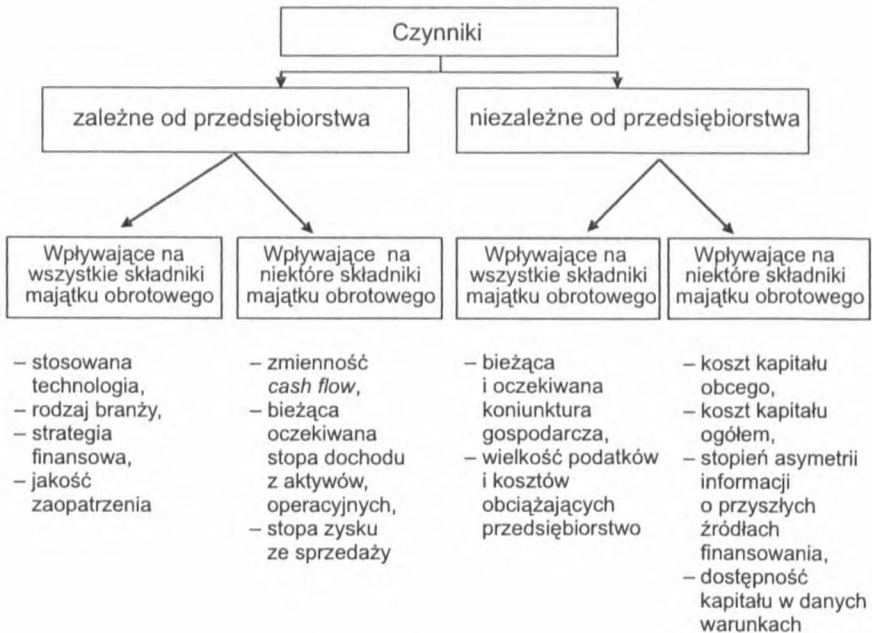 Czynniki
zależne od przedsiębiorstwa
niezależne od przedsiębiorstwa
Wpływające na
wszystkie składniki
majątku obrotowego
Wpływające na
niektóre składniki
majątku obrotowego
Wpływające na
wszystkie składniki
majątku obrotowego
Wpływające na
niektóre składniki
majątku obrotowego
– stosowana
technologia,
– rodzaj branży,
– strategia
finansowa,
– jakość
zaopatrzenia
– zmienność
cash flow,
– bieżąca
oczekiwana
stopa dochodu
z aktywów,
operacyjnych,
– stopa zysku
ze sprzedaży
– bieżąca
i oczekiwana
koniunktura
gospodarcza,
– wielkość podatków
i kosztów
obciążających
przedsiębiorstwo
– koszt kapitału
obcego,
– koszt kapitału
ogółem,
– stopień asymetrii
informacji
o przyszłych
źródłach
finansowania,
– dostępność
kapitału w danych
warunkach